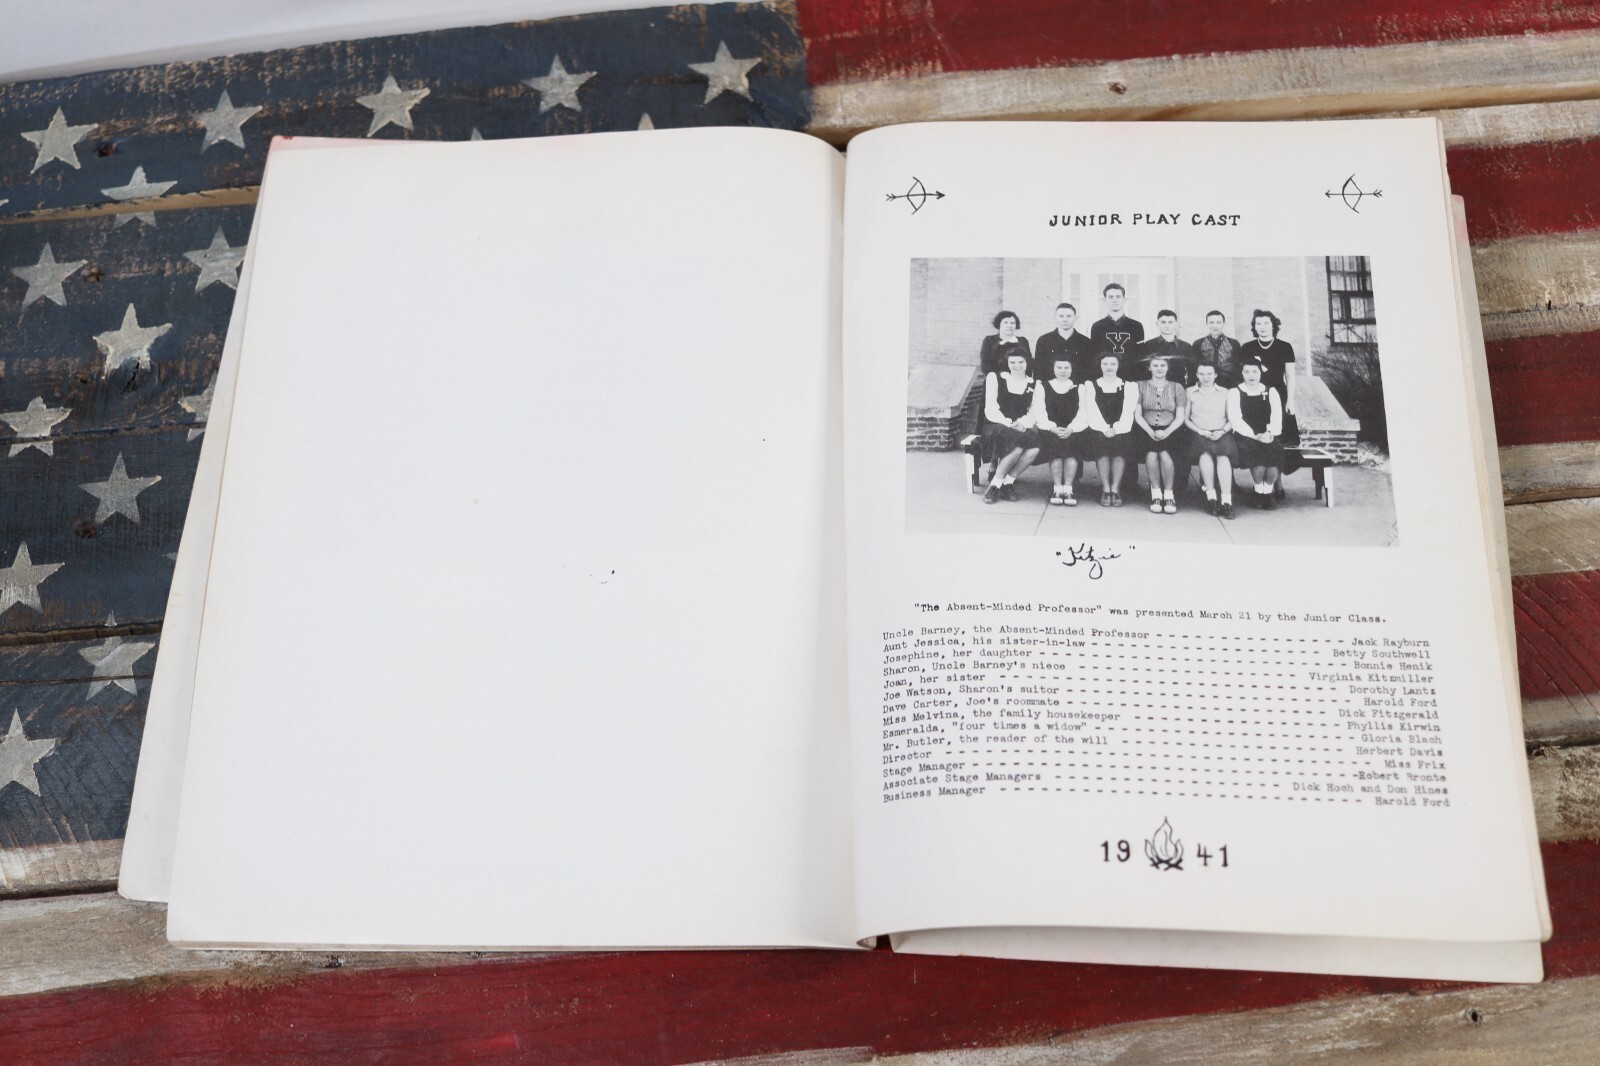 JUNIOR PLAY CAST
Y
"Kitzie"
"The Absent-Minded Professor" was presented March 21 by the Junior Class.
Uncle Barney, the Absent-Minded Professor - - - - - - - - - - - - - - - Jack Rayburn
Aunt Jessica, his sister-in-law - - - - - - - - - - - - - - - - - - - Betty Southwell
Josephine, her daughter - - - - - - - - - - - - - - - - - - - - - - - - Bonnie Henik
Sharon, Uncle Barney's niece - - - - - - - - - - - - - - - - - - Virginia Kitzmiller
Joan, her sister - - - - - - - - - - - - - - - - - - - - - - - - - - - Dorothy Lantz
Joe Watson, Sharon's suitor - - - - - - - - - - - - - - - - - - - - - - Harold Ford
Dave Carter, Joe's roommate - - - - - - - - - - - - - - - - - - - - Dick Fitzgerald
Miss Melvina, the family housekeeper - - - - - - - - - - - - - - - - Phyllis Kirwin
Esmeralda, "four times a widow" - - - - - - - - - - - - - - - - - - - Gloria Blach
Mr. Butler, the reader of the will - - - - - - - - - - - - - - - - - Herbert Davis
Director - - - - - - - - - - - - - - - - - - - - - - - - - - - - - - - - Miss Frix
Stage Manager - - - - - - - - - - - - - - - - - - - - - - - - - - - -Robert Bronte
Associate Stage Managers - - - - - - - - - - - - - - - - Dick Hoch and Don Hines
Business Manager - - - - - - - - - - - - - - - - - - - - - - - - - - - Harold Ford
19 41